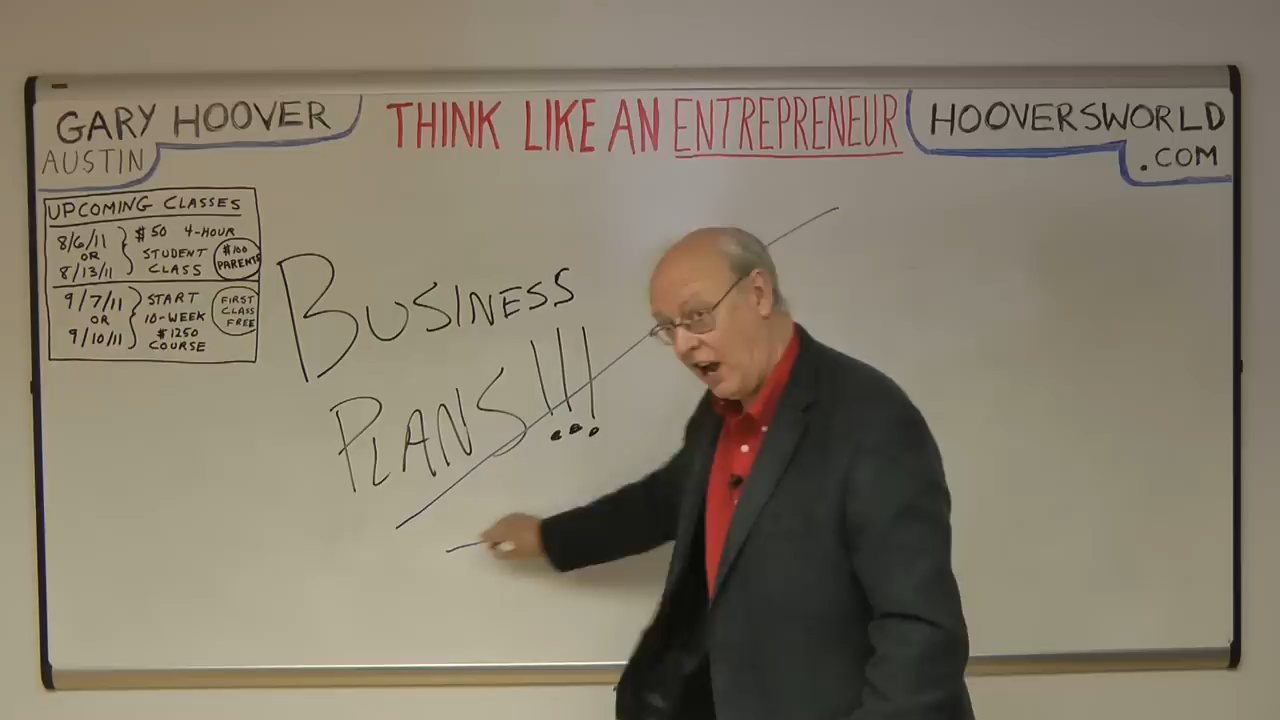 GARY HOOVER
AUSTIN
THINK LIKE AN ENTREPRENEUR
HOOVERSWORLD
.COM
UPCOMING CLASSES
8/6/11
OR
8/13/11
$50 4-HOUR
STUDENT
CLASS
$100
PARENTS
9/7/11
OR
9/10/11
START
10-WEEK
$1250
COURSE
FIRST
CLASS
FREE
BUSINESS
PLANS!!!